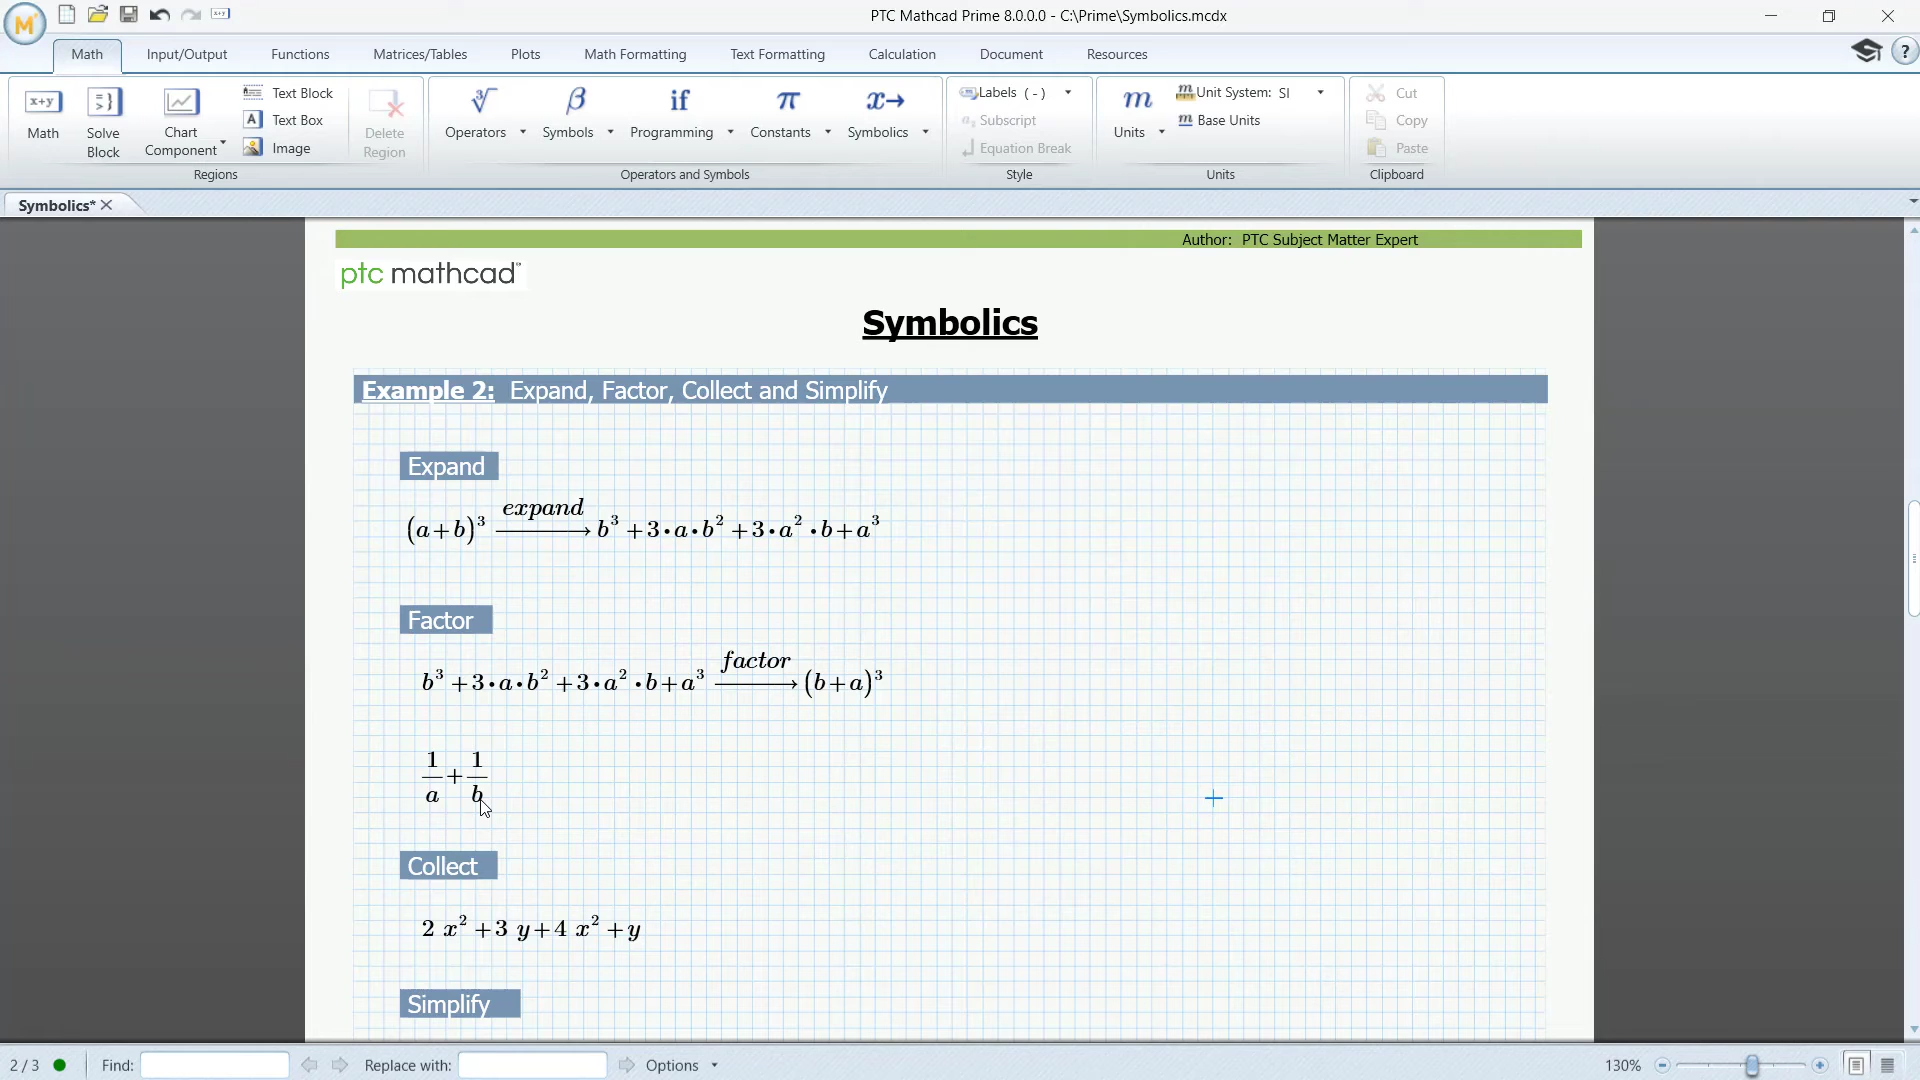 PTC Mathcad Prime 8.0.0.0 - C:\Prime\Symbolics.mcdx
Math Input/Output Functions Matrices/Tables Plots Math Formatting Text Formatting Calculation Document Resources
Math
Solve Block
Chart Component
Text Block
Text Box
Image
Delete Region
Regions
∛ Operators
β Symbols
if Programming
π Constants
x→ Symbolics
Operators and Symbols
Labels ( - )
Subscript
Equation Break
Style
m Units
Unit System: SI
Base Units
Units
Cut
Copy
Paste
Clipboard
Symbolics*
Author: PTC Subject Matter Expert
ptc mathcad®
Symbolics
Example 2: Expand, Factor, Collect and Simplify
Expand
(a+b)³ expand→ b³+3·a·b²+3·a²·b+a³
Factor
b³+3·a·b²+3·a²·b+a³ factor→ (b+a)³
1/a+1/b
Collect
2 x²+3 y+4 x²+y
Simplify
2 / 3 Find: Replace with: Options 130%